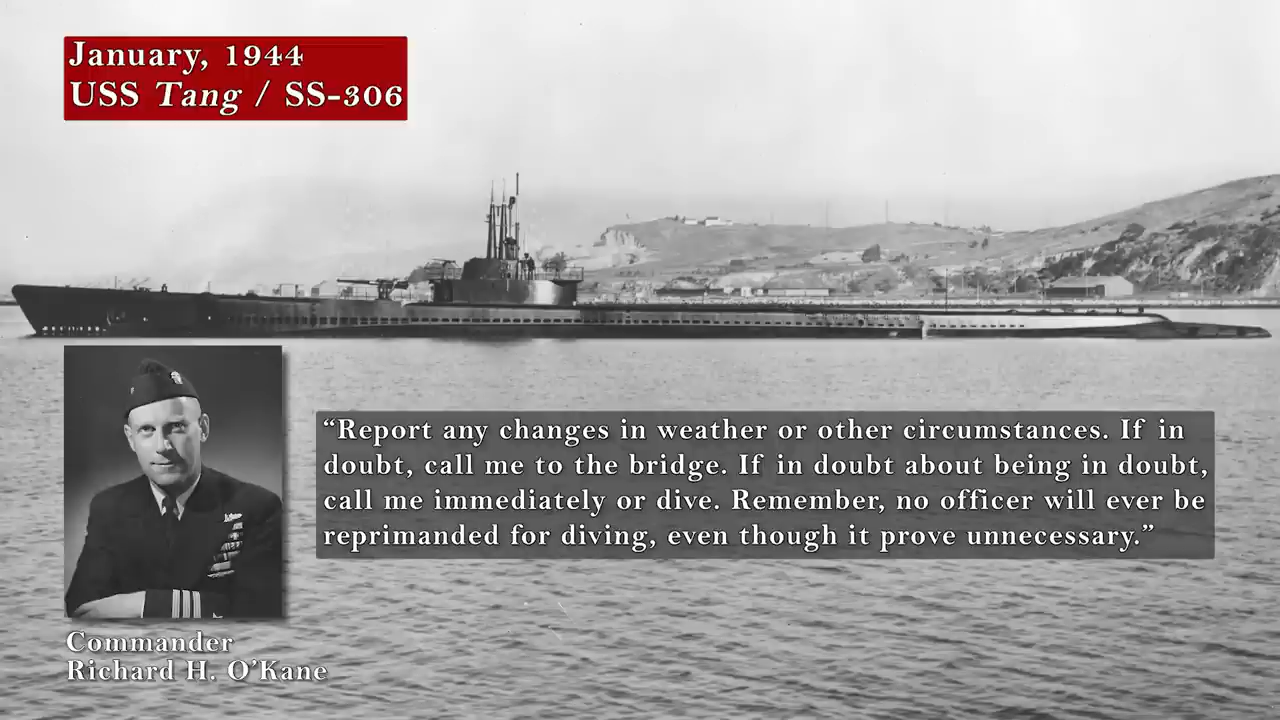 January, 1944
USS Tang / SS-306
“Report any changes in weather or other circumstances. If in
doubt, call me to the bridge. If in doubt about being in doubt,
call me immediately or dive. Remember, no officer will ever be
reprimanded for diving, even though it prove unnecessary.”
Commander
Richard H. O’Kane